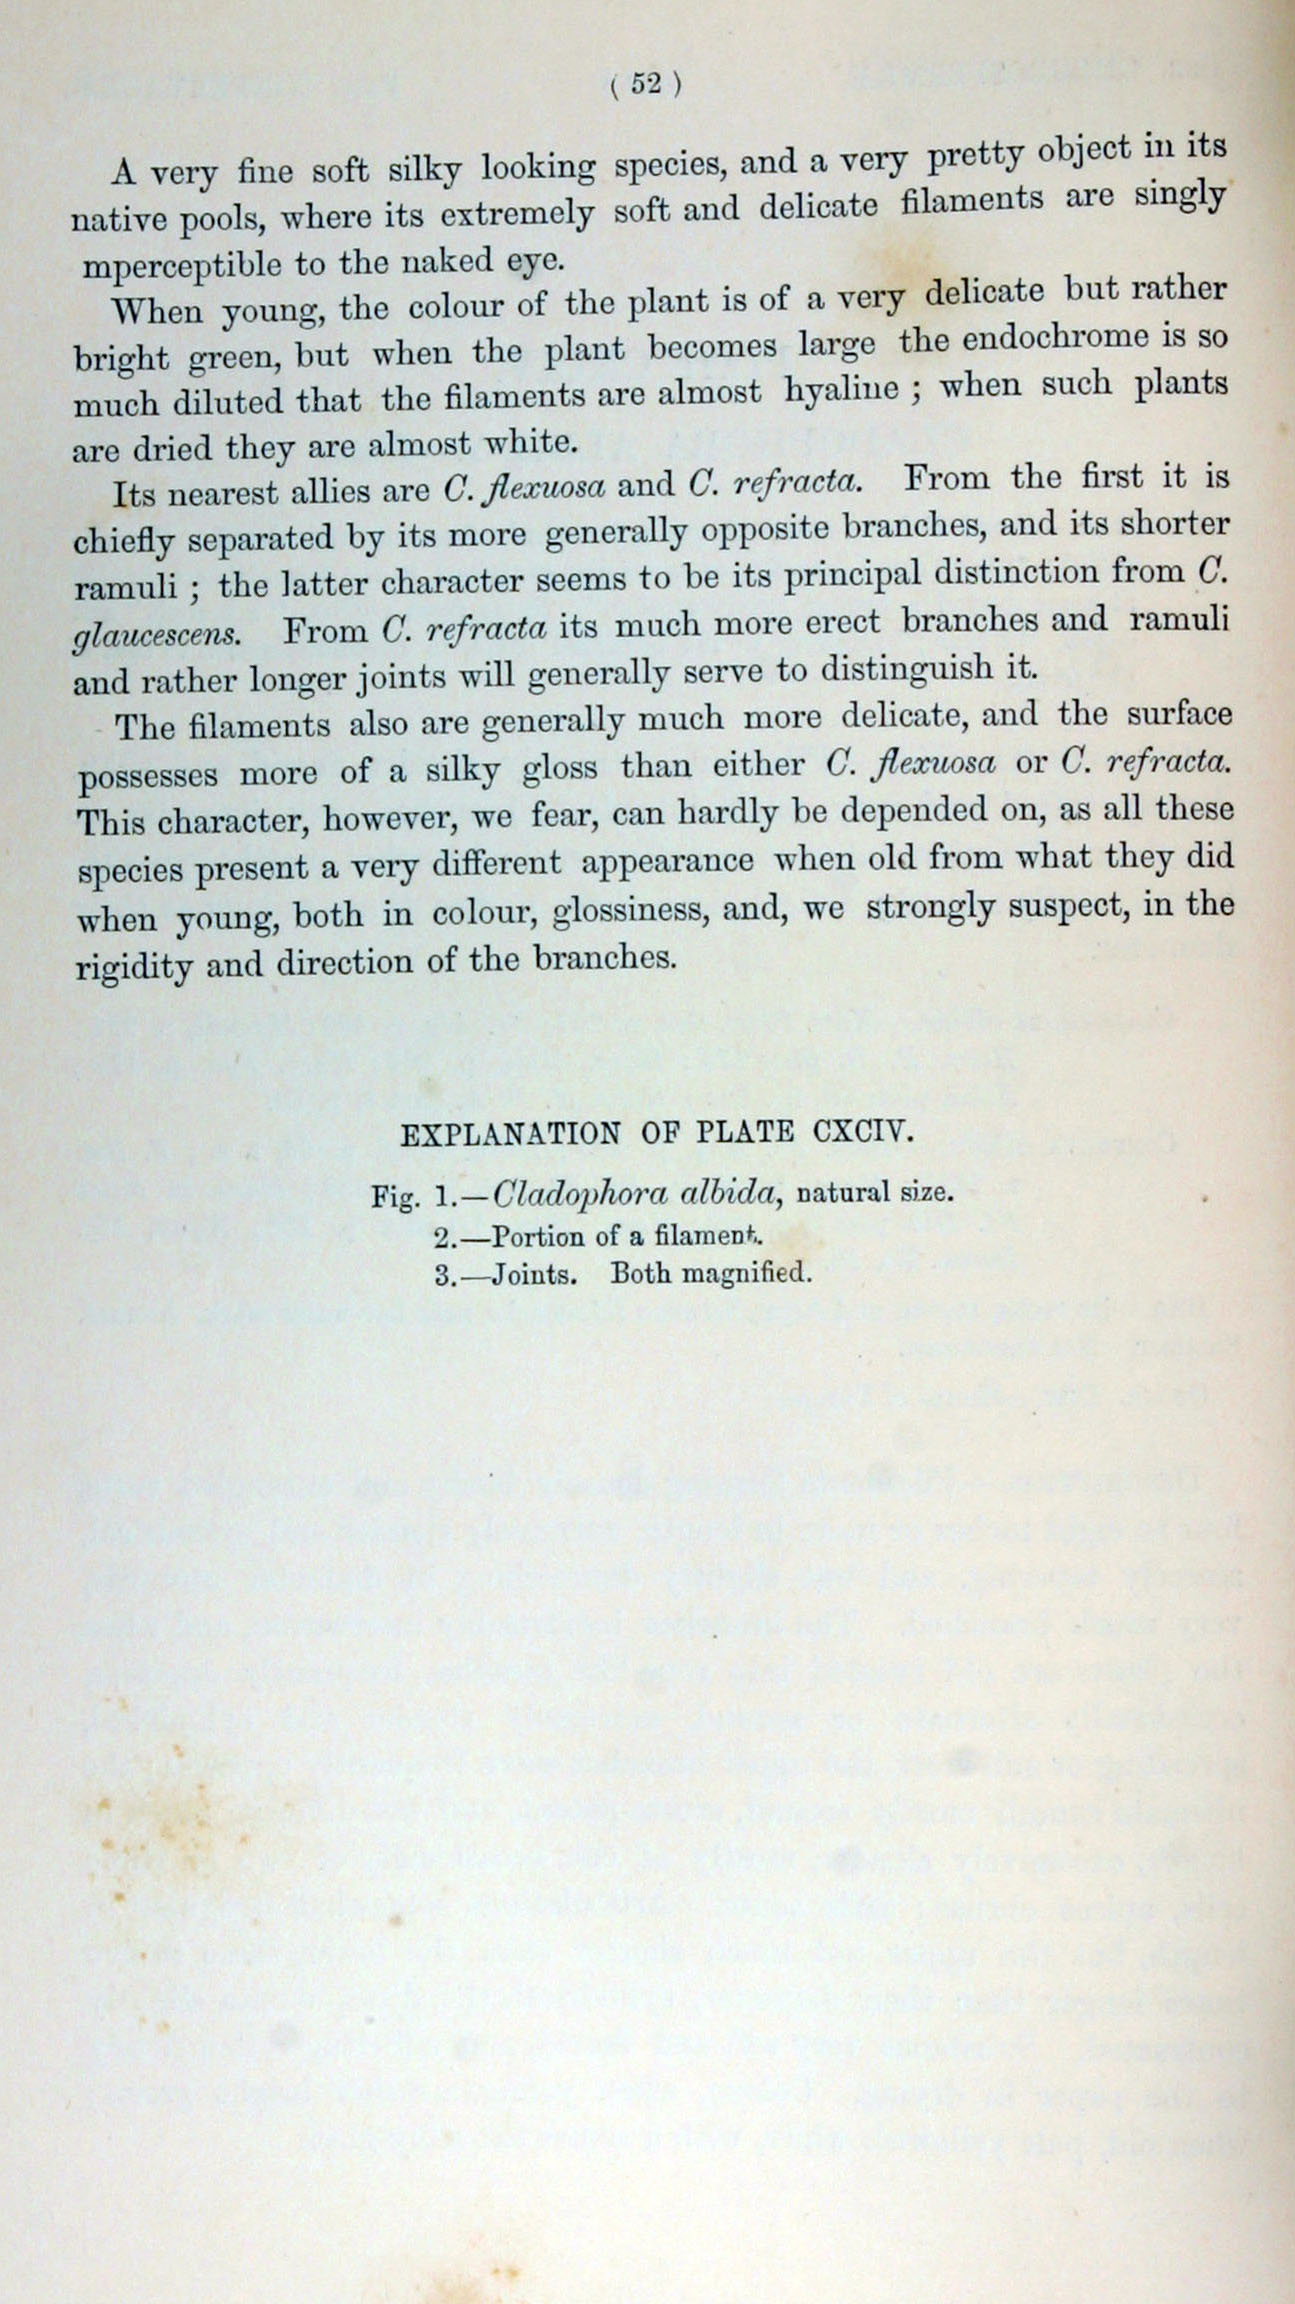 ( 52 )
A very fine soft silky looking species, and a very pretty object in its
native pools, where its extremely soft and delicate filaments are singly
mperceptible to the naked eye.
When young, the colour of the plant is of a very delicate but rather
bright green, but when the plant becomes large the endochrome is so
much diluted that the filaments are almost hyaline ; when such plants
are dried they are almost white.
Its nearest allies are C. flexuosa and C. refracta. From the first it is
chiefly separated by its more generally opposite branches, and its shorter
ramuli ; the latter character seems to be its principal distinction from C.
glaucescens. From C. refracta its much more erect branches and ramuli
and rather longer joints will generally serve to distinguish it.
The filaments also are generally much more delicate, and the surface
possesses more of a silky gloss than either C. flexuosa or C. refracta.
This character, however, we fear, can hardly be depended on, as all these
species present a very different appearance when old from what they did
when young, both in colour, glossiness, and, we strongly suspect, in the
rigidity and direction of the branches.
EXPLANATION OF PLATE CXCIV.
Fig. 1.—Cladophora albida, natural size.
2.—Portion of a filament.
3.—Joints. Both magnified.